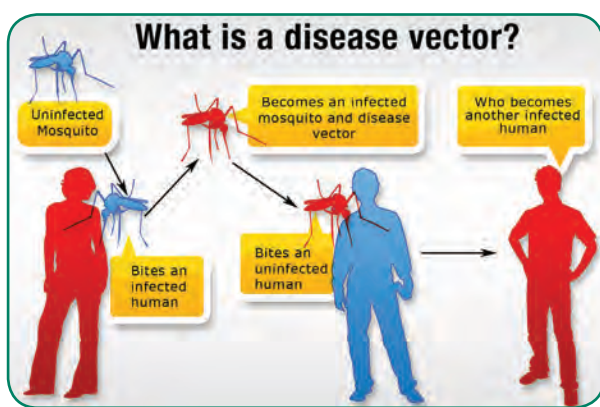 What is a disease vector?
Uninfected
Mosquito
Becomes an infected
mosquito and disease
vector
Who becomes
another infected
human
Bites an
infected
human
Bites an
uninfected
human